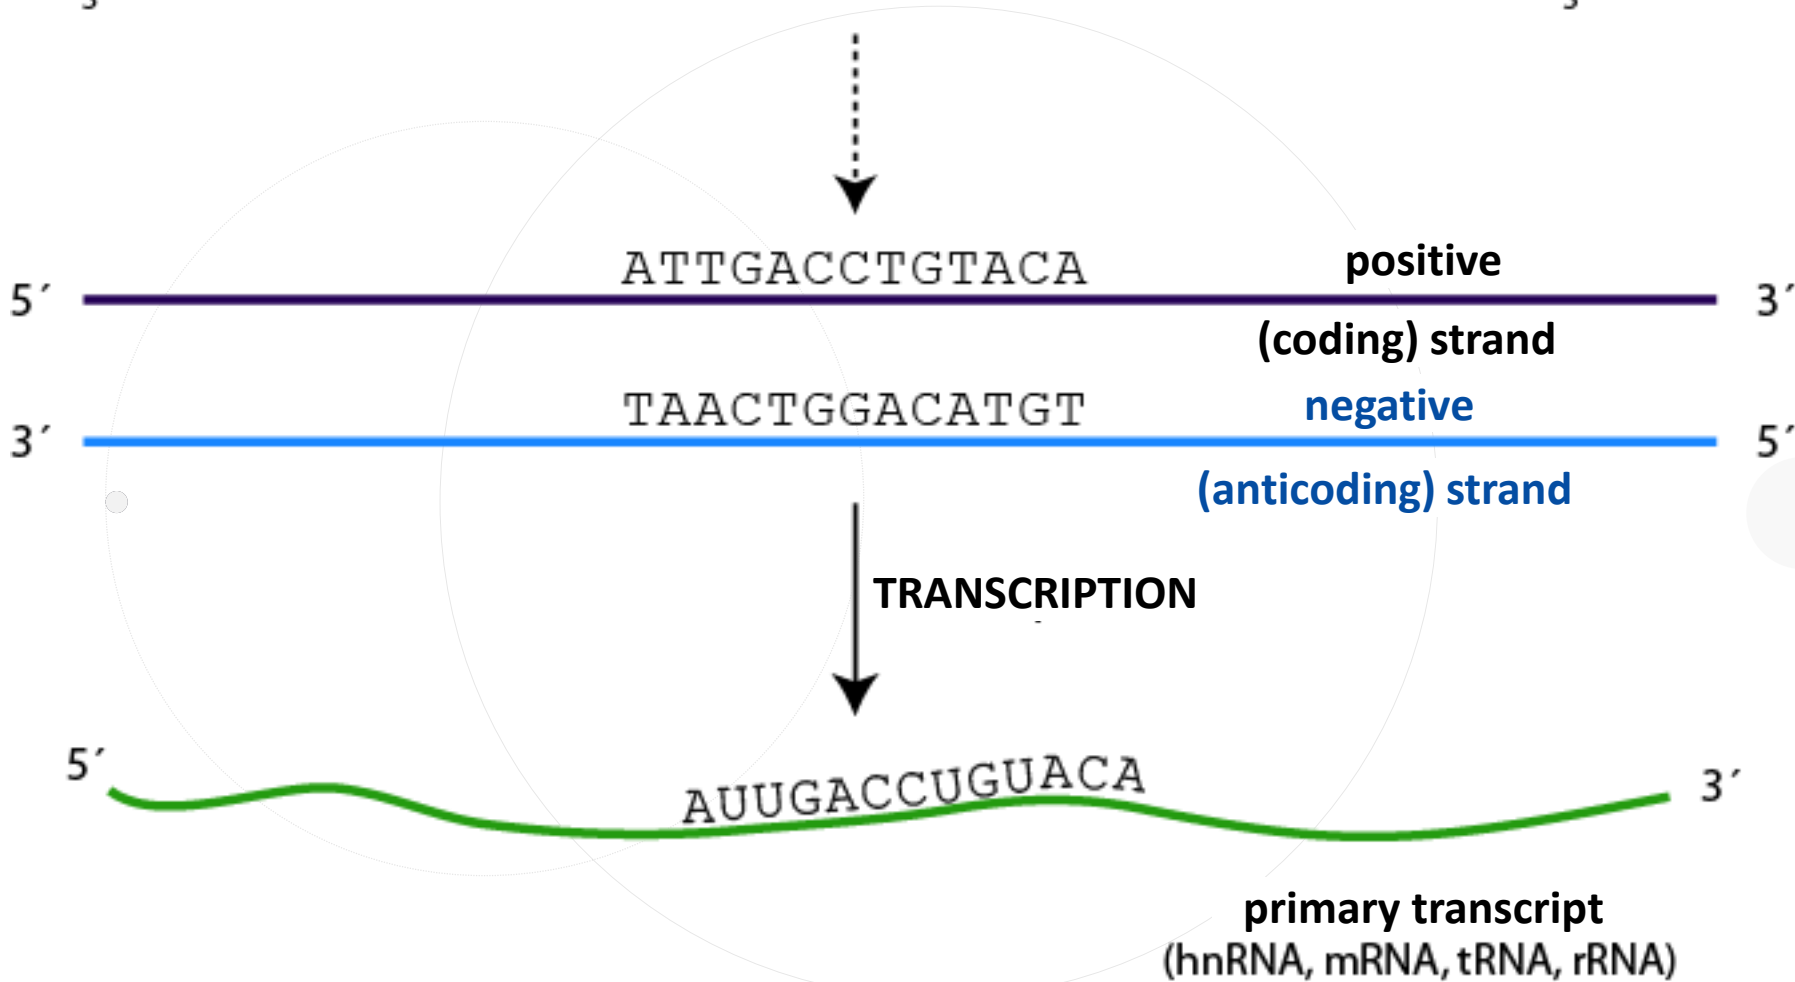 ATTGACCTGTACA
positive
5′ 3′
(coding) strand
TAACTGGACATGT
negative
3′ 5′
(anticoding) strand
TRANSCRIPTION
5′ AUUGACCUGUACA 3′
primary transcript
(hnRNA, mRNA, tRNA, rRNA)